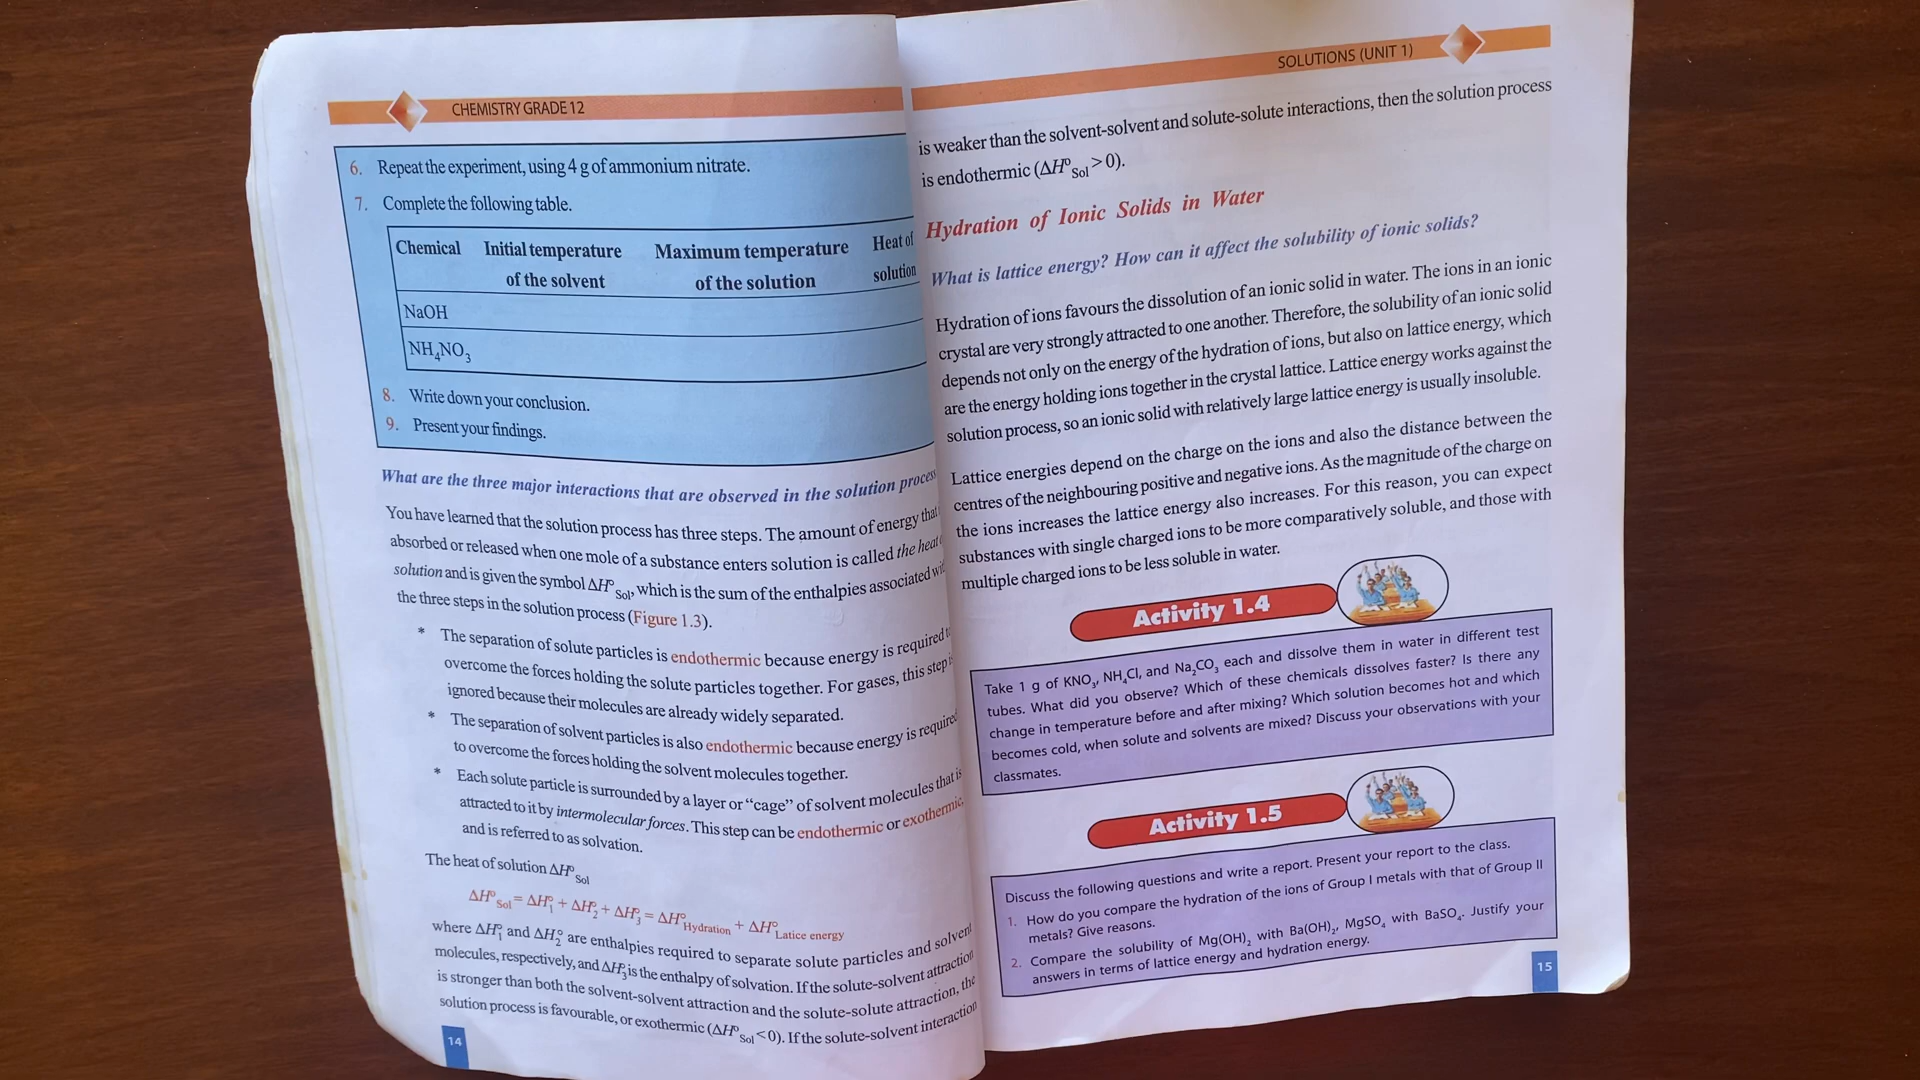 CHEMISTRY GRADE 12
6. Repeat the experiment, using 4 g of ammonium nitrate.
7. Complete the following table.
Chemical Initial temperature Maximum temperature Heat of
of the solvent of the solution solution
NaOH
NH₄NO₃
8. Write down your conclusion.
9. Present your findings.
What are the three major interactions that are observed in the solution process
You have learned that the solution process has three steps. The amount of energy that
absorbed or released when one mole of a substance enters solution is called the heat
solution and is given the symbol ΔH°Sol, which is the sum of the enthalpies associated
the three steps in the solution process (Figure 1.3).
* The separation of solute particles is endothermic because energy is required
overcome the forces holding the solute particles together. For gases, this step
ignored because their molecules are already widely separated.
* The separation of solvent particles is also endothermic because energy is required
to overcome the forces holding the solvent molecules together.
* Each solute particle is surrounded by a layer or “cage” of solvent molecules that is
attracted to it by intermolecular forces. This step can be endothermic or exothermic,
and is referred to as solvation.
The heat of solution ΔH°Sol
ΔH°Sol = ΔH°1 + ΔH°2 + ΔH°3 = ΔH°Hydration + ΔH°Latice energy
where ΔH°1 and ΔH°2 are enthalpies required to separate solute particles and solvent
molecules, respectively, and ΔH°3 is the enthalpy of solvation. If the solute-solvent attraction
is stronger than both the solvent-solvent attraction and the solute-solute attraction, the
solution process is favourable, or exothermic (ΔH°Sol < 0). If the solute-solvent interaction
14
SOLUTIONS (UNIT 1)
is weaker than the solvent-solvent and solute-solute interactions, then the solution process
is endothermic (ΔH°Sol > 0).
Hydration of Ionic Solids in Water
What is lattice energy? How can it affect the solubility of ionic solids?
Hydration of ions favours the dissolution of an ionic solid in water. The ions in an ionic
crystal are very strongly attracted to one another. Therefore, the solubility of an ionic solid
depends not only on the energy of the hydration of ions, but also on lattice energy, which
are the energy holding ions together in the crystal lattice. Lattice energy works against the
solution process, so an ionic solid with relatively large lattice energy is usually insoluble.
Lattice energies depend on the charge on the ions and also the distance between the
centres of the neighbouring positive and negative ions. As the magnitude of the charge on
the ions increases the lattice energy also increases. For this reason, you can expect
substances with single charged ions to be more comparatively soluble, and those with
multiple charged ions to be less soluble in water.
Activity 1.4
Take 1 g of KNO₃, NH₄Cl, and Na₂CO₃ each and dissolve them in water in different test
tubes. What did you observe? Which of these chemicals dissolves faster? Is there any
change in temperature before and after mixing? Which solution becomes hot and which
becomes cold, when solute and solvents are mixed? Discuss your observations with your
classmates.
Activity 1.5
Discuss the following questions and write a report. Present your report to the class.
1. How do you compare the hydration of the ions of Group I metals with that of Group II
metals? Give reasons.
2. Compare the solubility of Mg(OH)₂ with Ba(OH)₂, MgSO₄ with BaSO₄. Justify your
answers in terms of lattice energy and hydration energy.
15